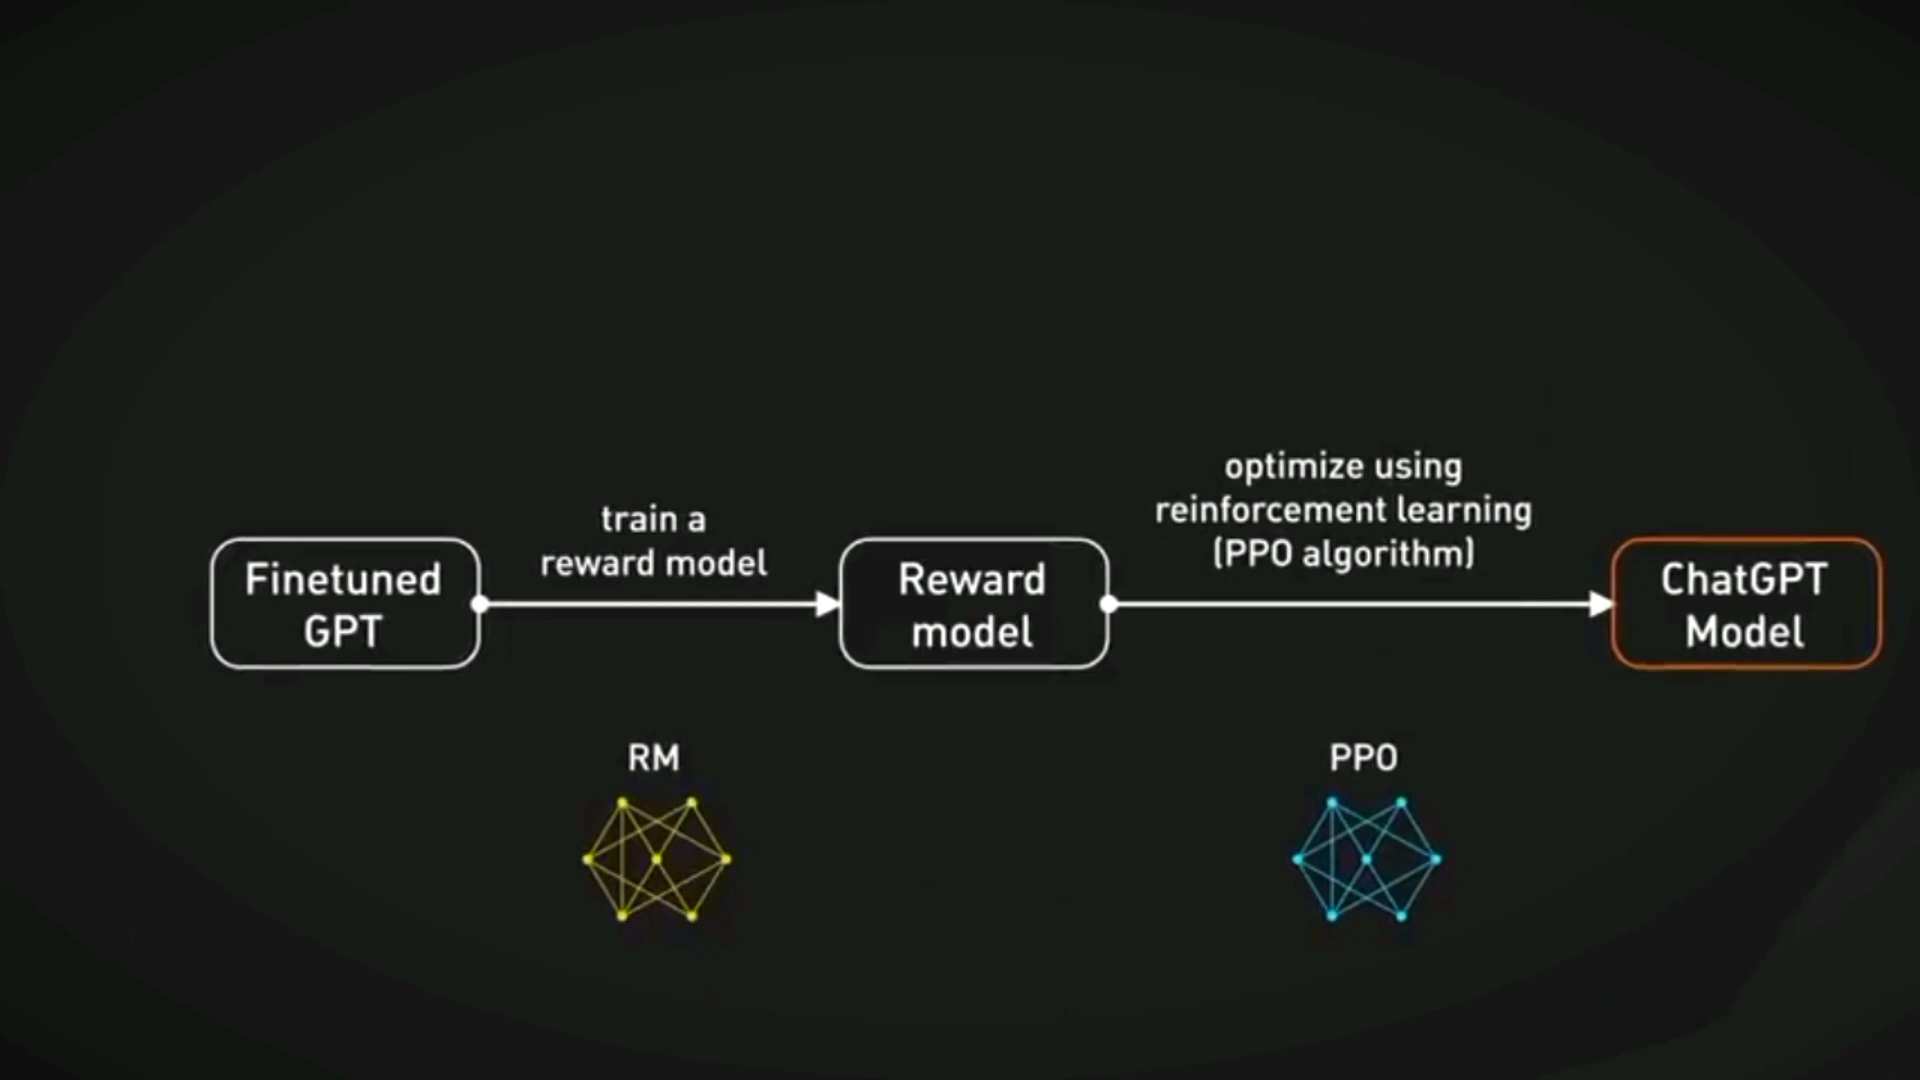 Finetuned
GPT
train a
reward model
Reward
model
optimize using
reinforcement learning
(PPO algorithm)
ChatGPT
Model
RM
PPO